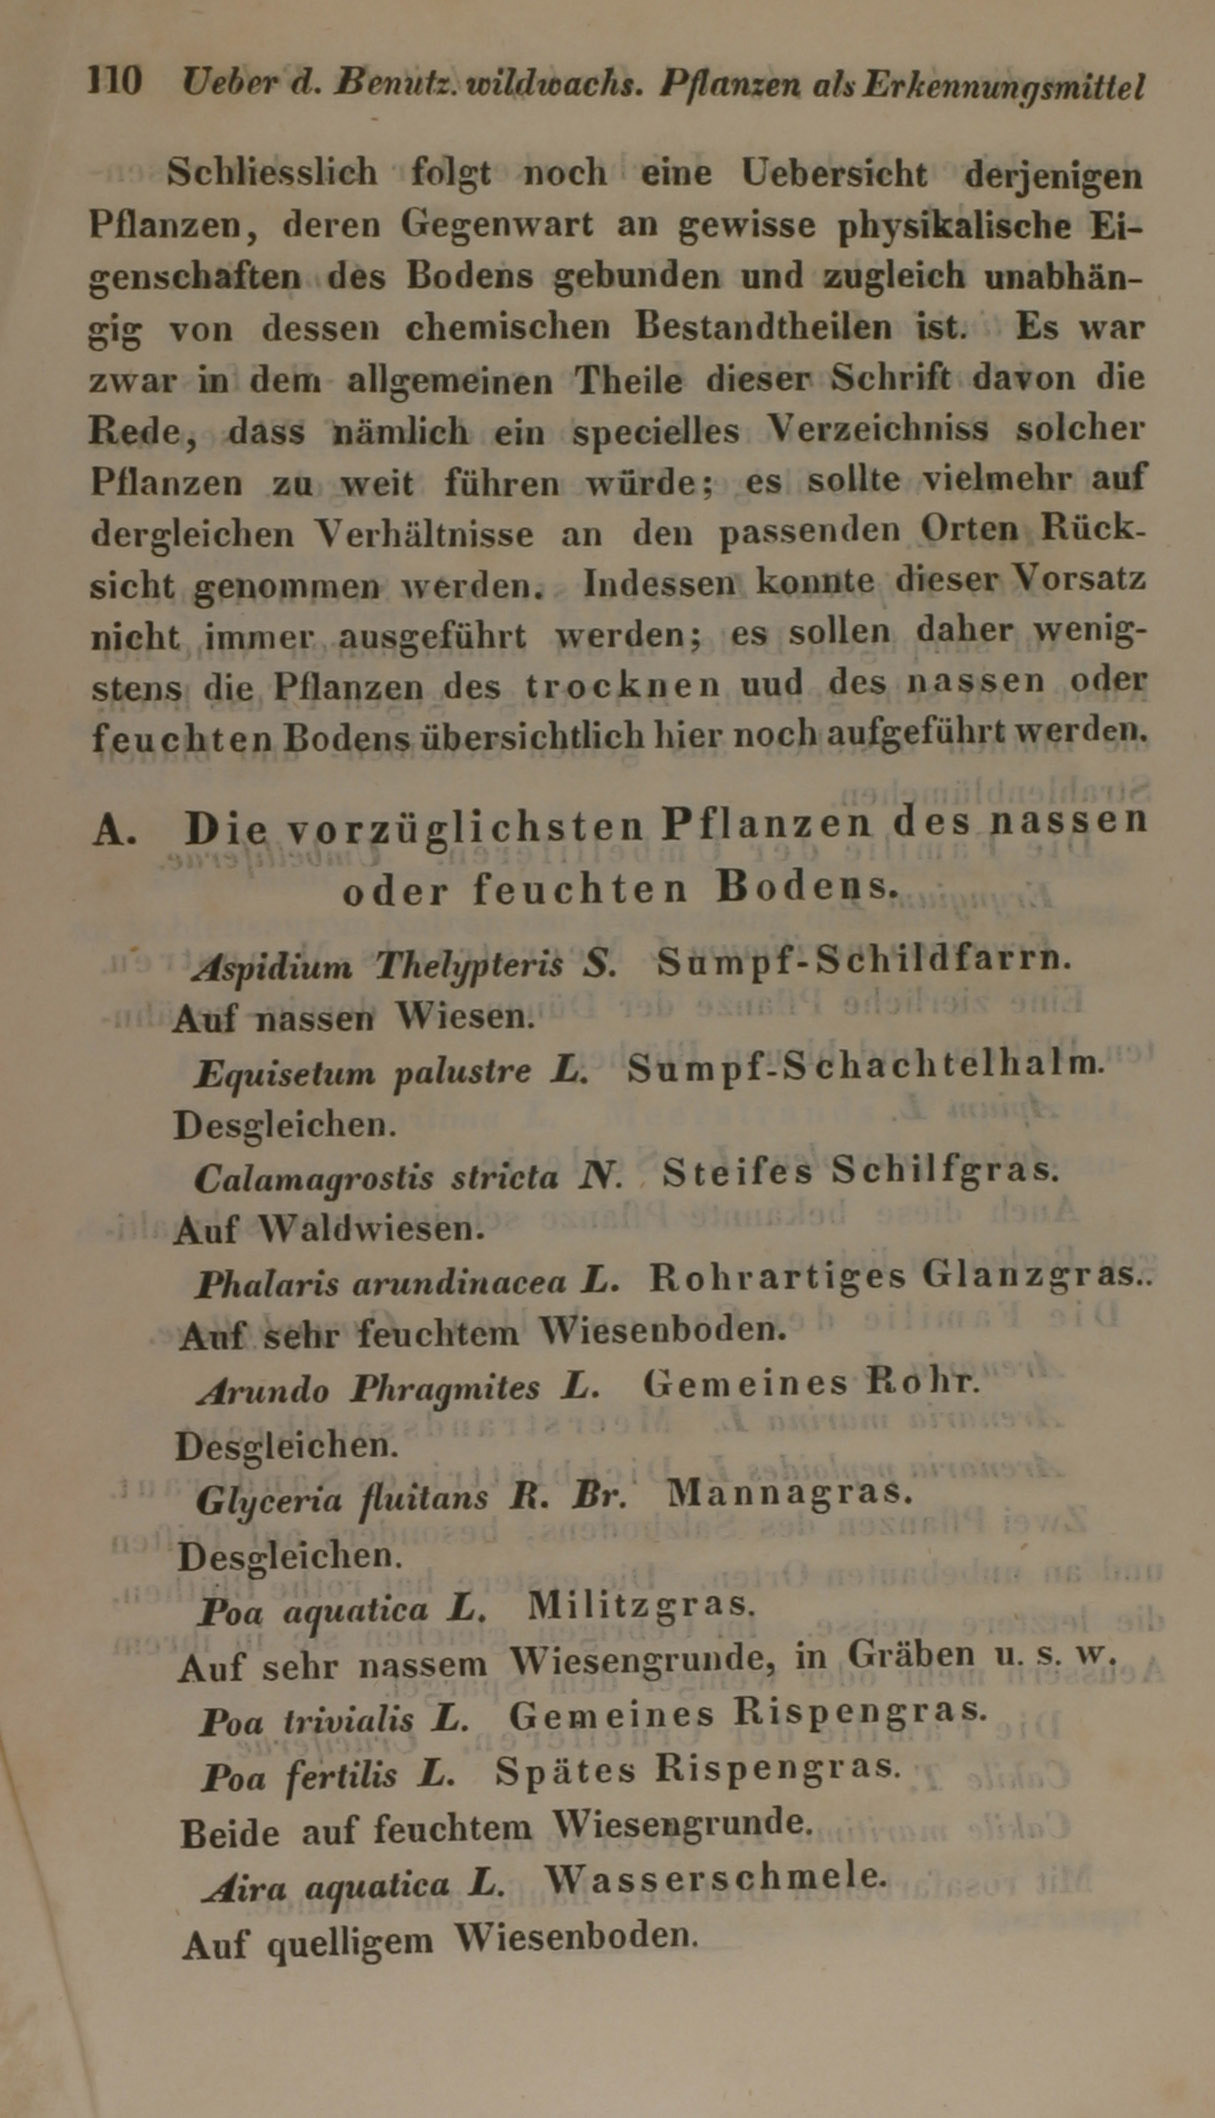 110 Ueber d. Benutz. wildwachs. Pflanzen als Erkennungsmittel
Schliesslich folgt noch eine Uebersicht derjenigen
Pflanzen, deren Gegenwart an gewisse physikalische Ei-
genschaften des Bodens gebunden und zugleich unabhän-
gig von dessen chemischen Bestandtheilen ist. Es war
zwar in dem allgemeinen Theile dieser Schrift davon die
Rede, dass nämlich ein specielles Verzeichniss solcher
Pflanzen zu weit führen würde; es sollte vielmehr auf
dergleichen Verhältnisse an den passenden Orten Rück-
sicht genommen werden. Indessen konnte dieser Vorsatz
nicht immer ausgeführt werden; es sollen daher wenig-
stens die Pflanzen des trocknen uud des nassen oder
feuchten Bodens übersichtlich hier noch aufgeführt werden.
A. Die vorzüglichsten Pflanzen des nassen
oder feuchten Bodens.
Aspidium Thelypteris S. Sumpf-Schildfarrn.
Auf nassen Wiesen.
Equisetum palustre L. Sumpf-Schachtelhalm.
Desgleichen.
Calamagrostis stricta N. Steifes Schilfgras.
Auf Waldwiesen.
Phalaris arundinacea L. Rohrartiges Glanzgras..
Auf sehr feuchtem Wiesenboden.
Arundo Phragmites L. Gemeines Rohr.
Desgleichen.
Glyceria fluitans R. Br. Mannagras.
Desgleichen.
Poa aquatica L. Militzgras.
Auf sehr nassem Wiesengrunde, in Gräben u. s. w.
Poa trivialis L. Gemeines Rispengras.
Poa fertilis L. Spätes Rispengras.
Beide auf feuchtem Wiesengrunde.
Aira aquatica L. Wasserschmele.
Auf quelligem Wiesenboden.